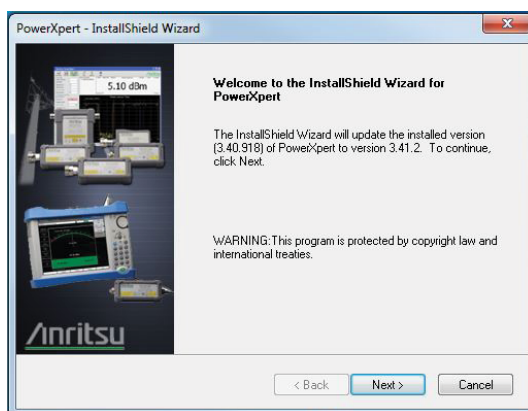 PowerXpert - InstallShield Wizard
5.10 dBm
Welcome to the InstallShield Wizard for
PowerXpert
The InstallShield Wizard will update the installed version
(3.40.918) of PowerXpert to version 3.41.2. To continue,
click Next.
WARNING: This program is protected by copyright law and
international treaties.
Anritsu
< Back
Next >
Cancel